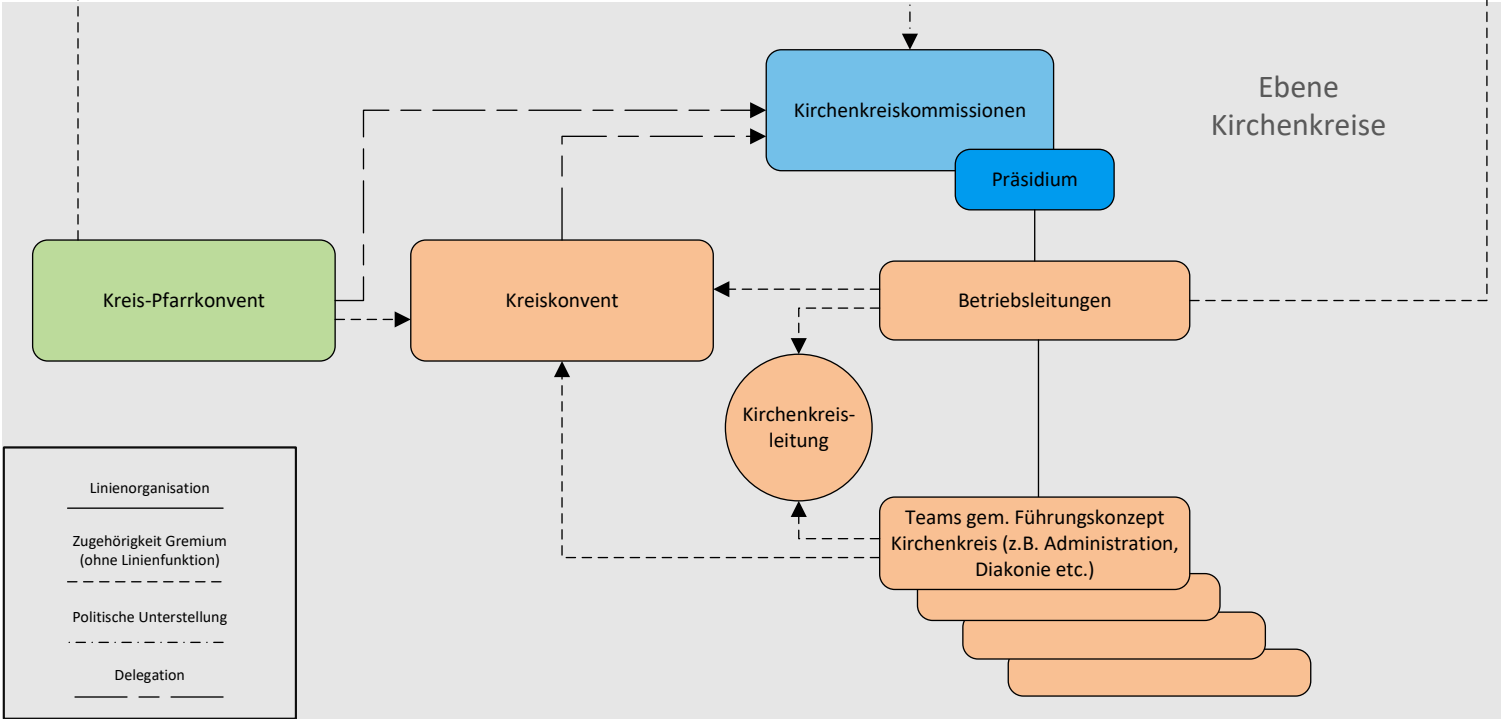 Ebene
Kirchenkreise
Kirchenkreiskommissionen
Präsidium
Kreis-Pfarrkonvent
Kreiskonvent
Betriebsleitungen
Kirchenkreis-
leitung
Teams gem. Führungskonzept
Kirchenkreis (z.B. Administration,
Diakonie etc.)
Linienorganisation
Zugehörigkeit Gremium
(ohne Linienfunktion)
Politische Unterstellung
Delegation